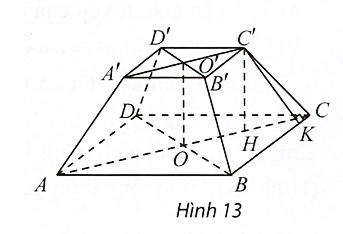 D' C'
A' O' B'
D C
H K
O
A B
Hình 13